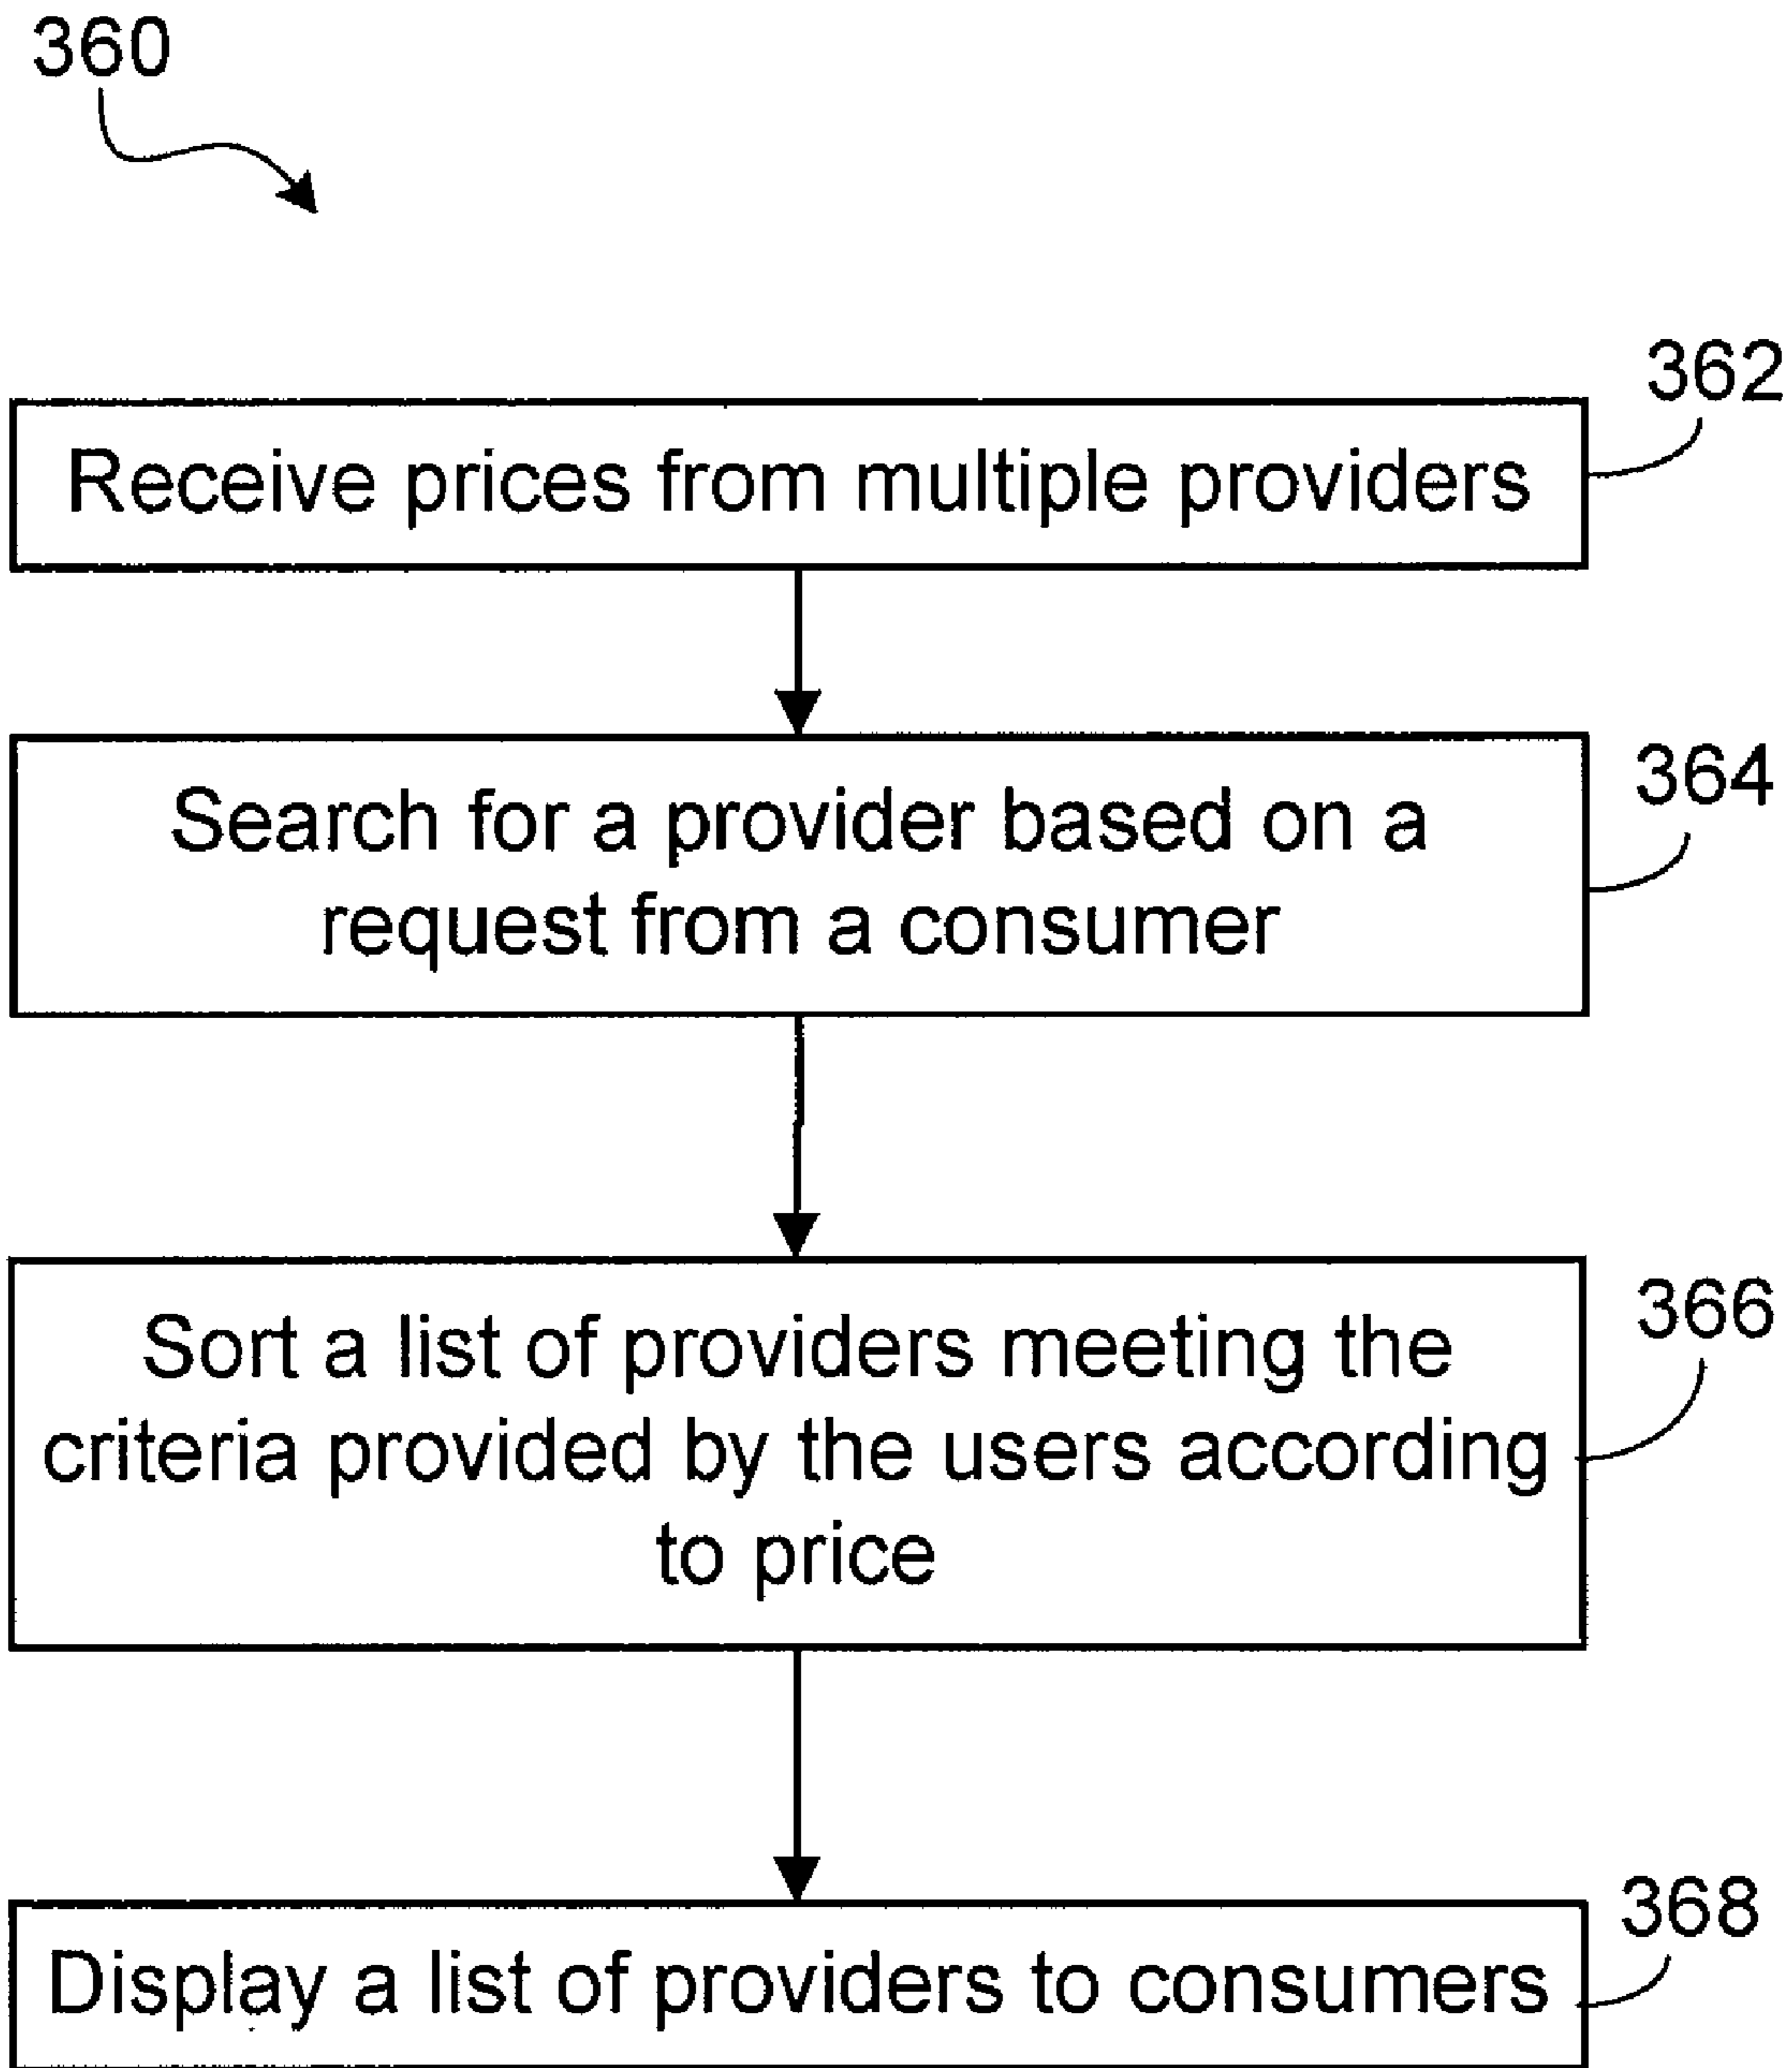 360
362
Receive prices from multiple providers
364
Search for a provider based on a
request from a consumer
366
Sort a list of providers meeting the
criteria provided by the users according
to price
368
Display a list of providers to consumers